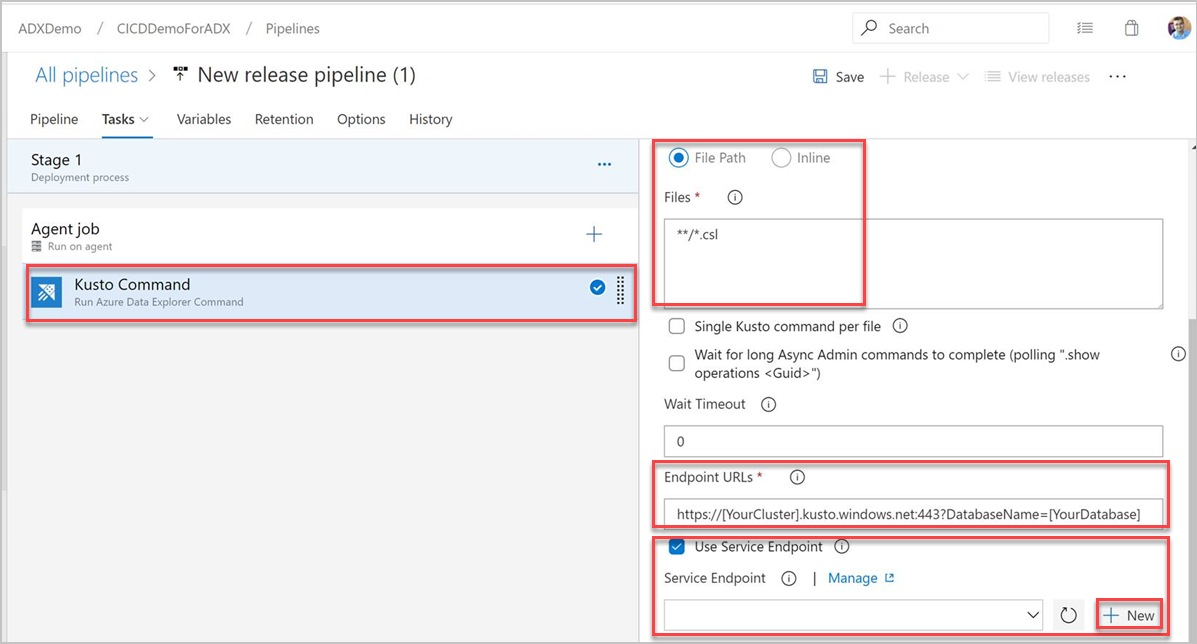 ADXDemo / CICDDemoForADX / Pipelines
Search
All pipelines > New release pipeline (1)
Save
Release
View releases
Pipeline
Tasks
Variables
Retention
Options
History
Stage 1
Deployment process
Agent job
Run on agent
Kusto Command
Run Azure Data Explorer Command
File Path
Inline
Files *
**/*.csl
Single Kusto command per file
Wait for long Async Admin commands to complete (polling ".show
operations <Guid>")
Wait Timeout
0
Endpoint URLs *
https://[YourCluster].kusto.windows.net:443?DatabaseName=[YourDatabase]
Use Service Endpoint
Service Endpoint | Manage
New